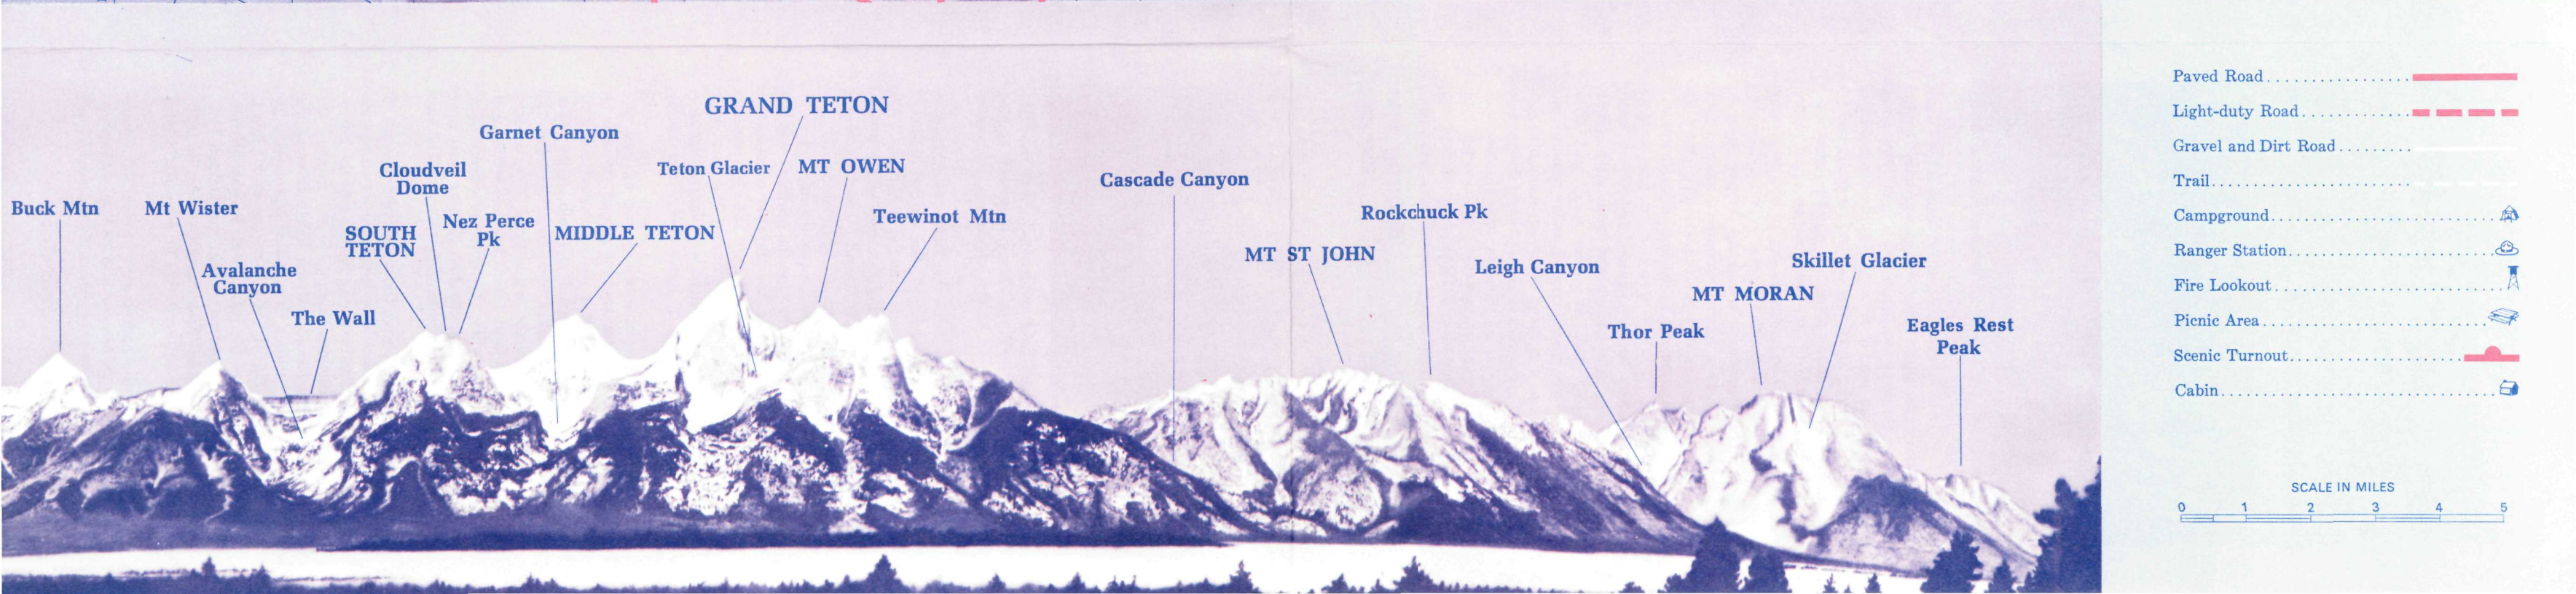 GRAND TETON
Garnet Canyon
Teton Glacier
MT OWEN
Cloudveil
Dome
Cascade Canyon
Buck Mtn
Mt Wister
Nez Perce
Pk
Teewinot Mtn
Rockchuck Pk
SOUTH
TETON
MIDDLE TETON
MT ST JOHN
Avalanche
Canyon
Leigh Canyon
Skillet Glacier
MT MORAN
The Wall
Thor Peak
Eagles Rest
Peak
Paved Road
Light-duty Road
Gravel and Dirt Road
Trail
Campground
Ranger Station
Fire Lookout
Picnic Area
Scenic Turnout
Cabin
SCALE IN MILES
0 1 2 3 4 5